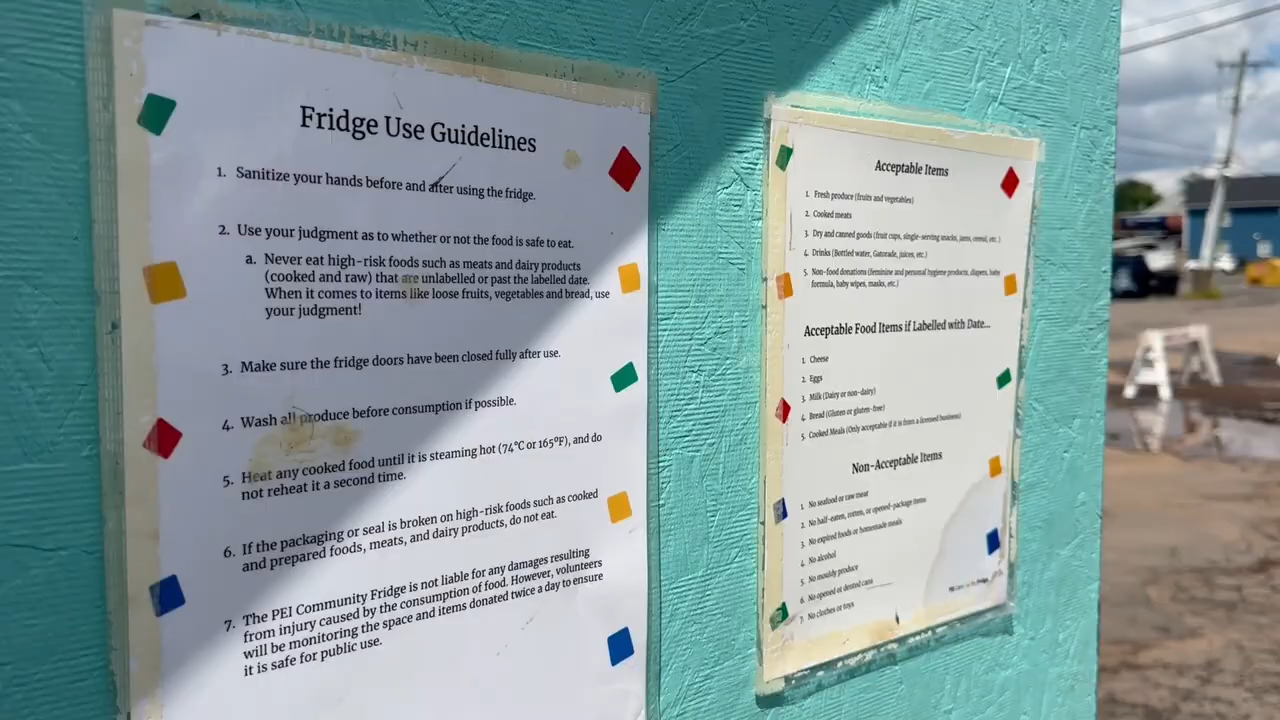 Fridge Use Guidelines
1. Sanitize your hands before and after using the fridge.
2. Use your judgment as to whether or not the food is safe to eat.
a. Never eat high-risk foods such as meats and dairy products
(cooked and raw) that are unlabelled or past the labelled date.
When it comes to items like loose fruits, vegetables and bread, use
your judgment!
3. Make sure the fridge doors have been closed fully after use.
4. Wash all produce before consumption if possible.
5. Heat any cooked food until it is steaming hot (74°C or 165°F), and do
not reheat it a second time.
6. If the packaging or seal is broken on high-risk foods such as cooked
and prepared foods, meats, and dairy products, do not eat.
7. The PEI Community Fridge is not liable for any damages resulting
from injury caused by the consumption of food. However, volunteers
will be monitoring the space and items donated twice a day to ensure
it is safe for public use.
Acceptable Items
1. Fresh produce (fruits and vegetables)
2. Cooked meats
3. Dry and canned goods (fruit cups, single-serving snacks, jams, cereal, etc.)
4. Drinks (Bottled water, Gatorade, juices, etc.)
5. Non-food donations (feminine and personal hygiene products, diapers, baby
formula, baby wipes, masks, etc.)
Acceptable Food Items if Labelled with Date...
1. Cheese
2. Eggs
3. Milk (Dairy or non-dairy)
4. Bread (Gluten or gluten-free)
5. Cooked Meals (Only acceptable if it is from a licensed business)
Non-Acceptable Items
1. No seafood or raw meat
2. No half-eaten, rotten, or opened-package items
3. No expired foods or homemade meals
4. No alcohol
5. No mouldy produce
6. No opened or dented cans
7. No clothes or toys